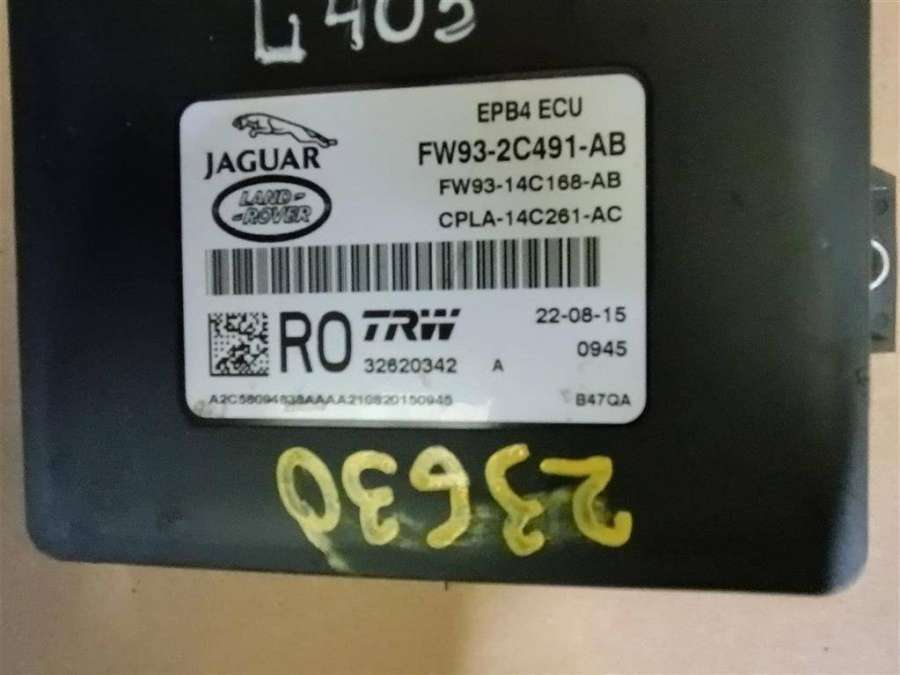 L405
JAGUAR
LAND-
-ROVER
EPB4 ECU
FW93-2C491-AB
FW93-14C168-AB
CPLA-14C261-AC
RO TRW
32620342 A
22-08-15
0945
A2C58094838AAAA210820150945
B47QA
23630